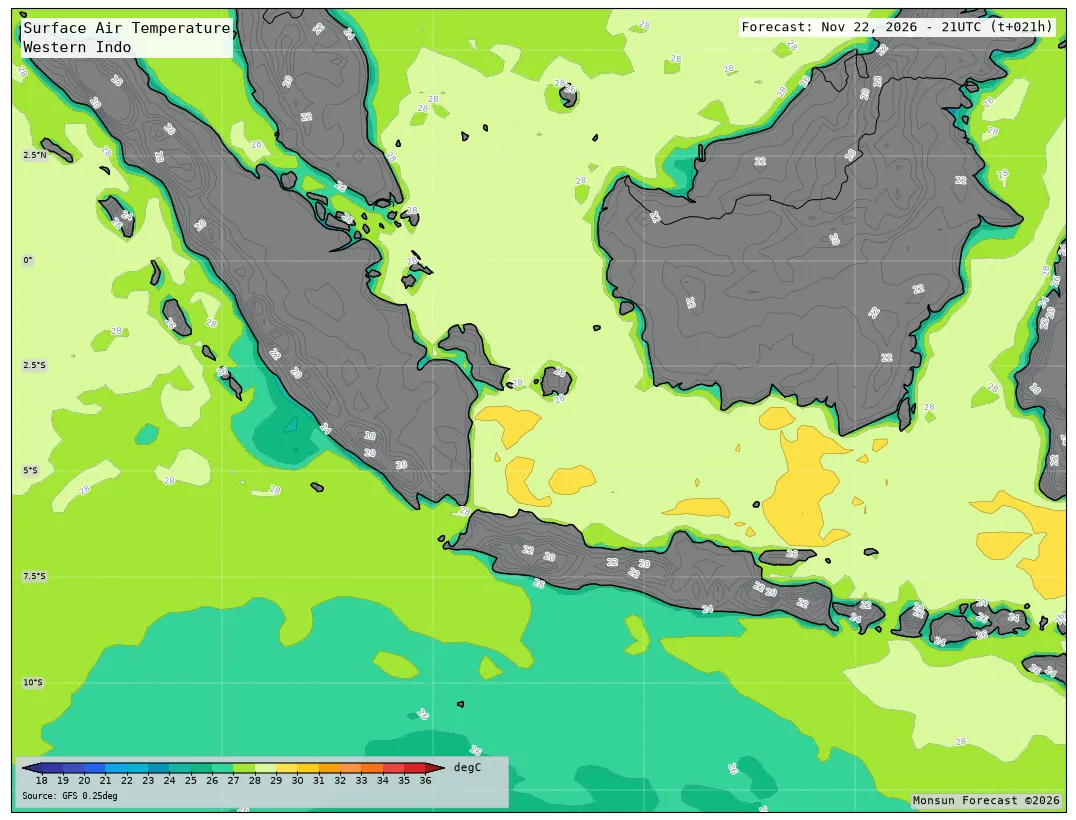 Surface Air Temperature
Western Indo
Forecast: Nov 22, 2026 - 21UTC (t+021h)
2.5°N
0°
2.5°S
5°S
7.5°S
10°S
18 19 20 21 22 23 24 25 26 27 28 29 30 31 32 33 34 35 36 degC
Source: GFS 0.25deg
Monsun Forecast ©2026